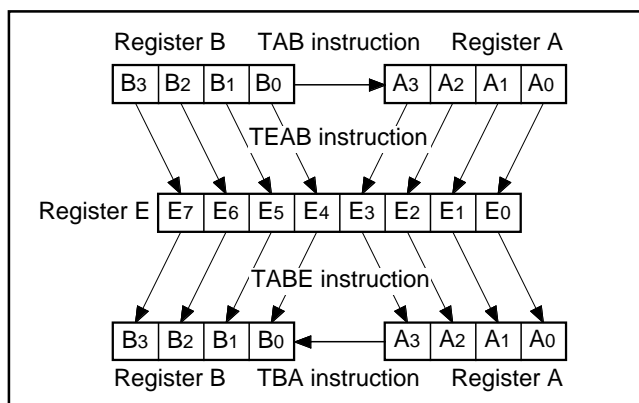 Register B TAB instruction Register A
B3 B2 B1 B0 A3 A2 A1 A0
TEAB instruction
Register E E7 E6 E5 E4 E3 E2 E1 E0
TABE instruction
B3 B2 B1 B0 A3 A2 A1 A0
Register B TBA instruction Register A